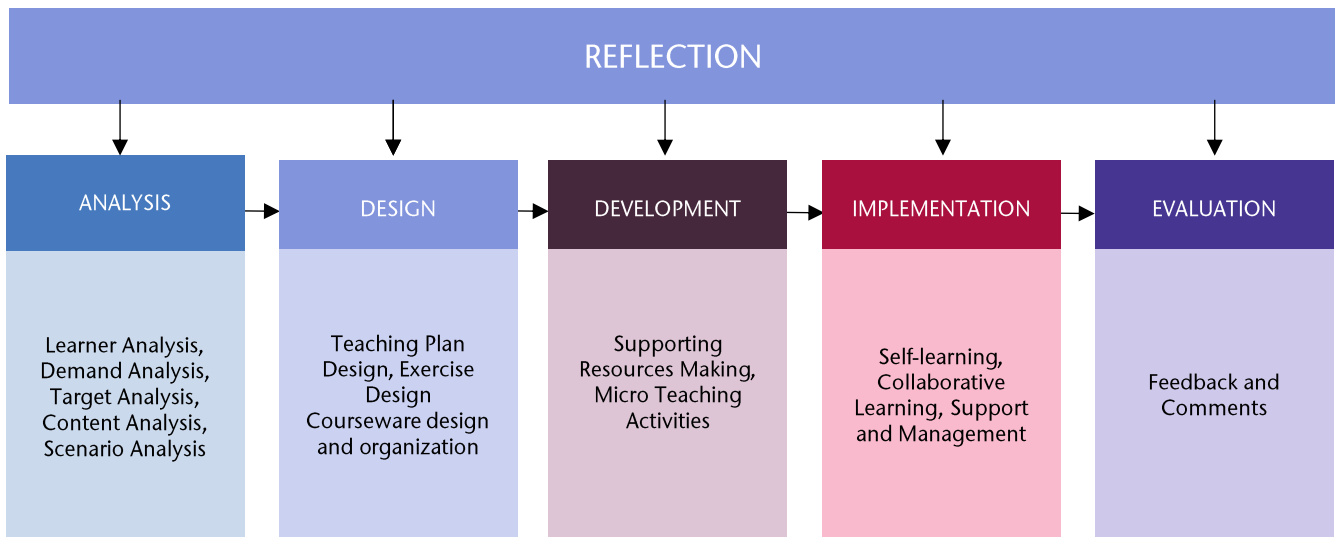 REFLECTION
ANALYSIS
DESIGN
DEVELOPMENT
IMPLEMENTATION
EVALUATION
Learner Analysis,
Demand Analysis,
Target Analysis,
Content Analysis,
Scenario Analysis
Teaching Plan
Design, Exercise
Design
Courseware design
and organization
Supporting
Resources Making,
Micro Teaching
Activities
Self-learning,
Collaborative
Learning, Support
and Management
Feedback and
Comments